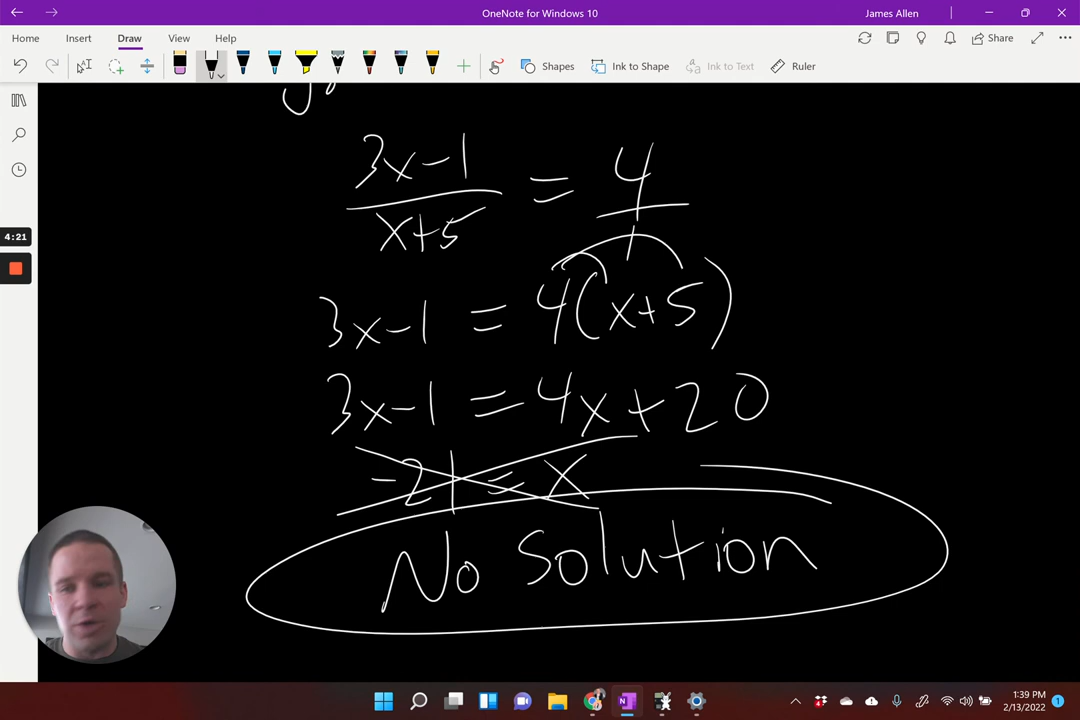 OneNote for Windows 10
James Allen
Home Insert Draw View Help
Share
Shapes Ink to Shape Ink to Text Ruler
3x-1
x+5
= 4
1
3x-1 = 4(x+5)
3x-1 = 4x+20
-21 = x
No Solution
4:21
1:39 PM
2/13/2022
1